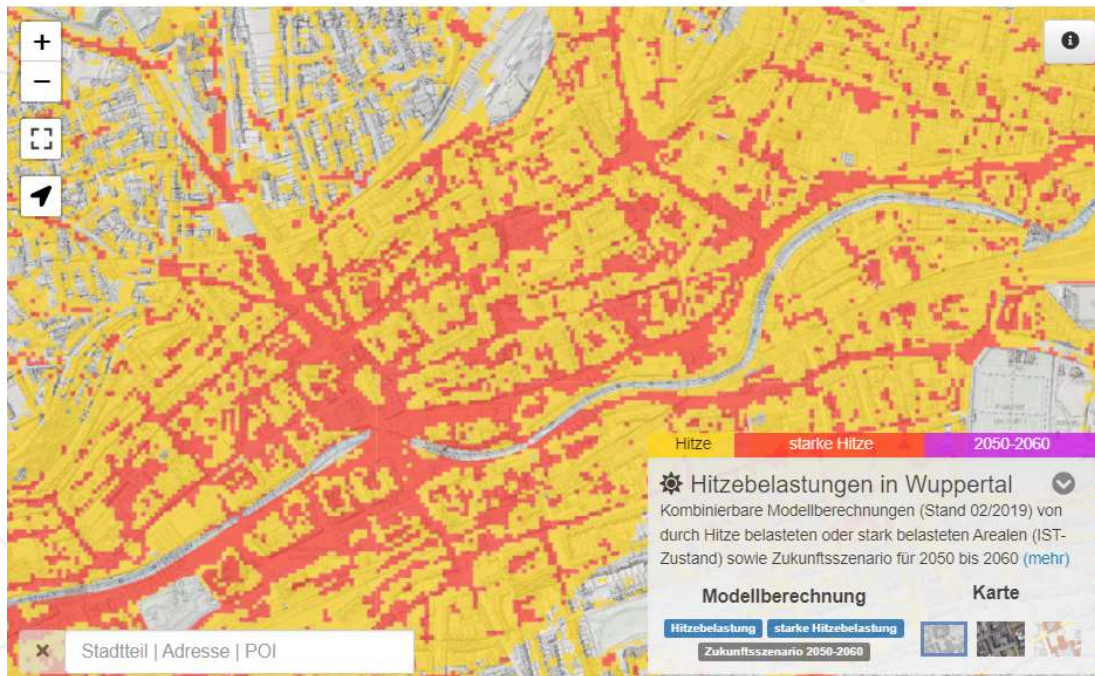 +
−
Hitze starke Hitze 2050-2060
Hitzebelastungen in Wuppertal
Kombinierbare Modellberechnungen (Stand 02/2019) von
durch Hitze belasteten oder stark belasteten Arealen (IST-
Zustand) sowie Zukunftsszenario für 2050 bis 2060 (mehr)
Modellberechnung Karte
Hitzebelastung starke Hitzebelastung
Zukunftsszenario 2050-2060
Stadtteil | Adresse | POI